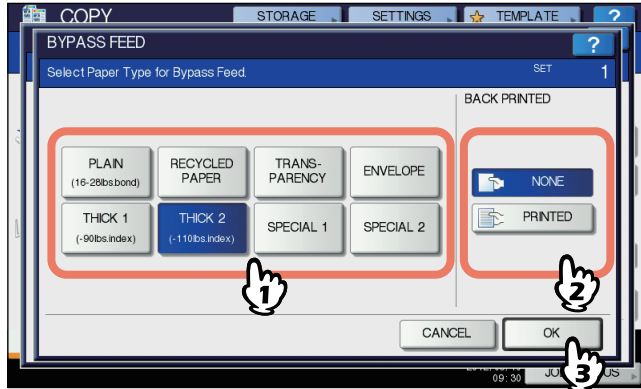 COPY
STORAGE
SETTINGS
TEMPLATE
?
BYPASS FEED
?
Select Paper Type for Bypass Feed.
SET
1
BACK PRINTED
PLAIN
(16-28lbs.bond)
RECYCLED
PAPER
TRANS-
PARENCY
ENVELOPE
THICK 1
(-90lbs.index)
THICK 2
(-110lbs.index)
SPECIAL 1
SPECIAL 2
NONE
PRINTED
1
2
CANCEL
OK
3
09:30